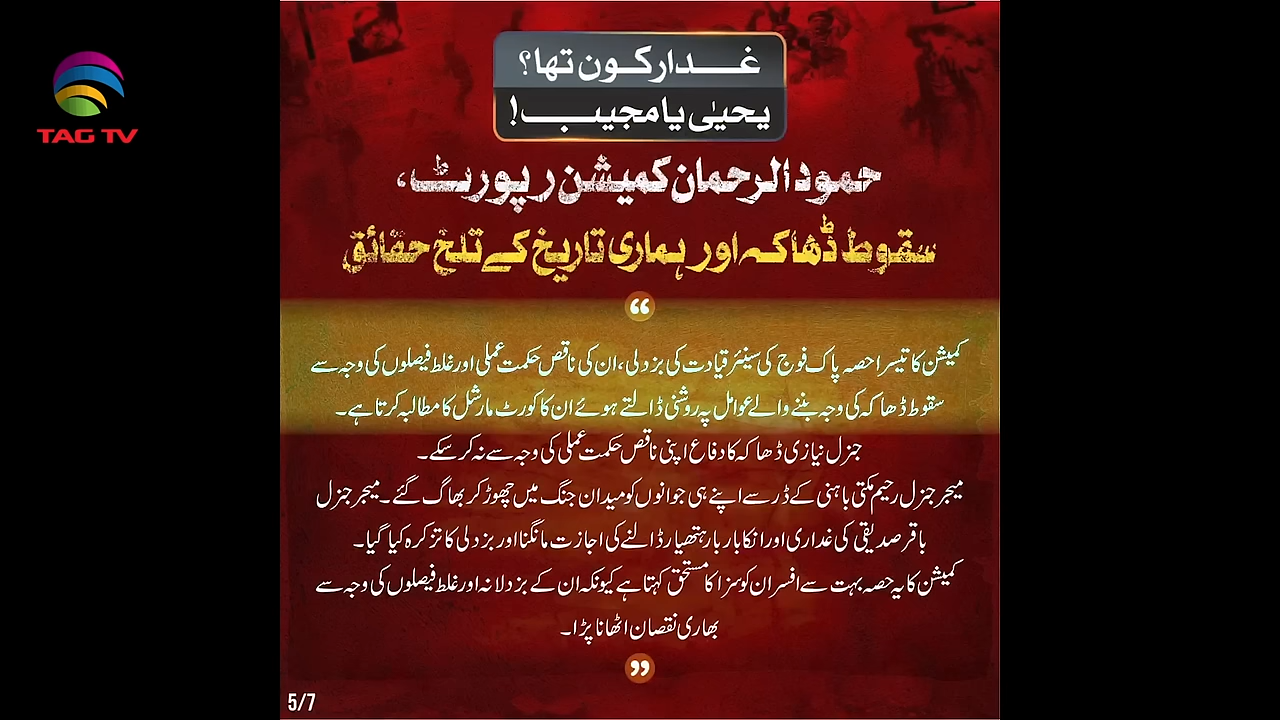 TAG TV
غدار کون تھا؟
یحییٰ یا مجیب!
حمود الرحمان کمیشن رپورٹ،
سقوط ڈھاکہ اور ہماری تاریخ کے تلخ حقائق
“
کمیشن کا تیسرا حصہ پاک فوج کی سینئر قیادت کی بزدلی، ان کی ناقص حکمت عملی اور غلط فیصلوں کی وجہ سے
سقوط ڈھاکہ کی وجہ بننے والے عوامل پہ روشنی ڈالتے ہوئے ان کا کورٹ مارشل کا مطالبہ کرتا ہے۔
جنرل نیازی ڈھاکہ کا دفاع اپنی ناقص حکمت عملی کی وجہ سے نہ کر سکے۔
میجر جنرل رحیم مکتی باہنی کے ڈر سے اپنے ہی جوانوں کو میدان جنگ میں چھوڑ کر بھاگ گئے۔ میجر جنرل
باقر صدیقی کی غداری اور انکا بار بار ہتھیار ڈالنے کی اجازت مانگنا اور بزدلی کا تزکرہ کیا گیا۔
کمیشن کا یہ حصہ بہت سے افسران کو سزا کا مستحق کہتا ہے کیونکہ ان کے بزدلانہ اور غلط فیصلوں کی وجہ سے
بھاری نقصان اٹھانا پڑا۔
”
5/7